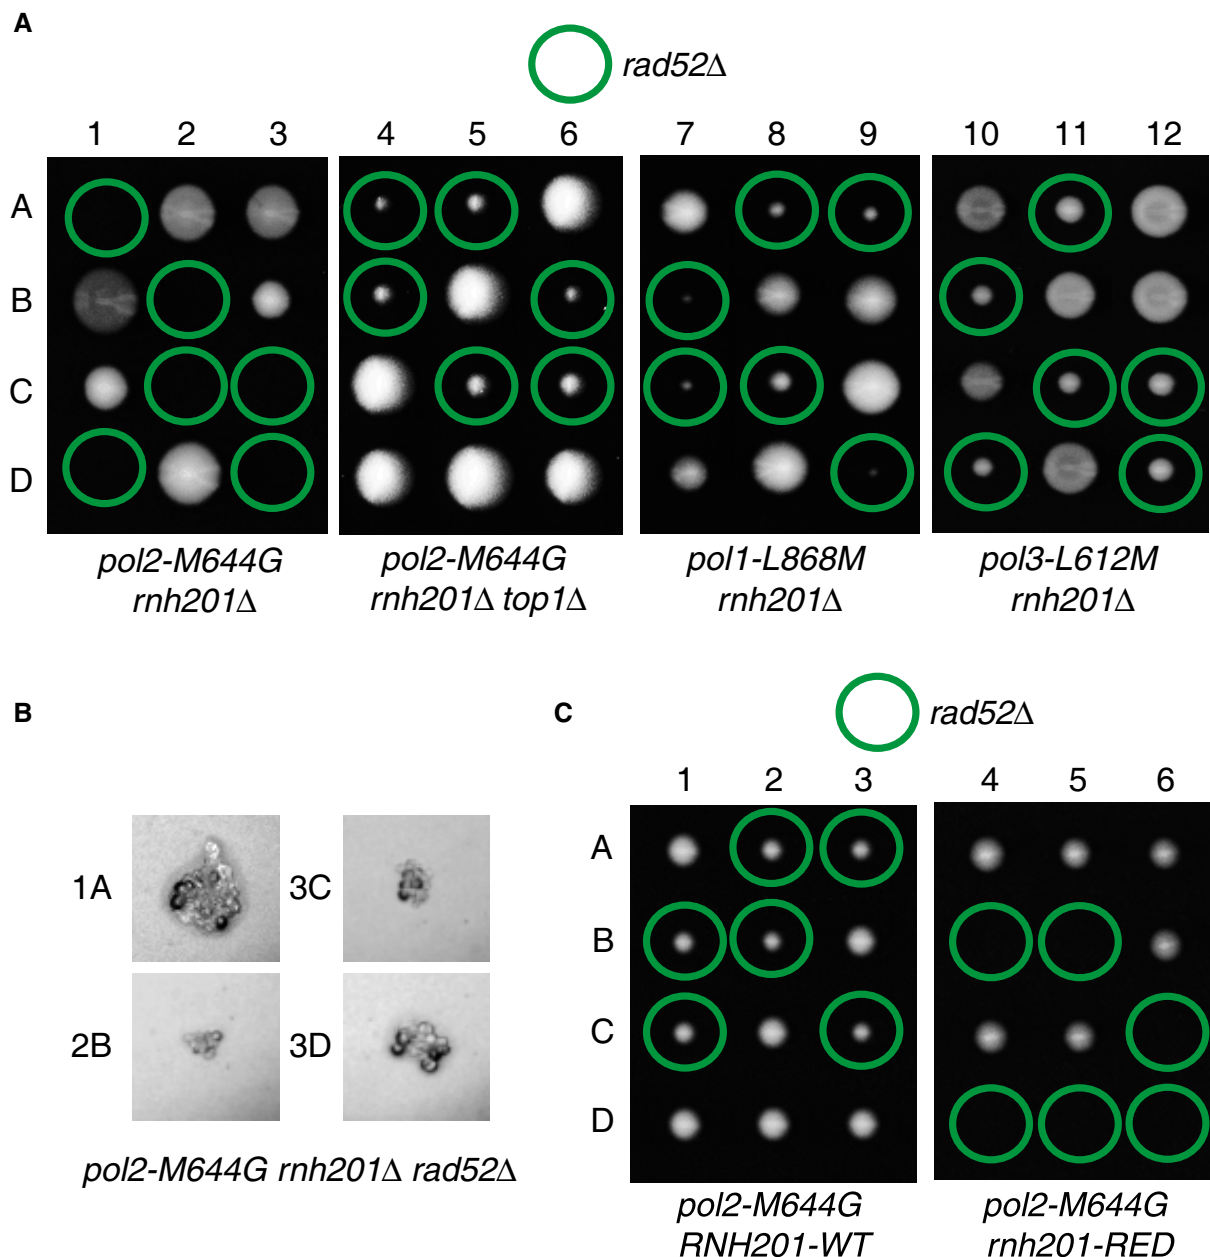 A
rad52Δ
1 2 3 4 5 6 7 8 9 10 11 12
A
B
C
D
pol2-M644G
rnh201Δ
pol2-M644G
rnh201Δ top1Δ
pol1-L868M
rnh201Δ
pol3-L612M
rnh201Δ
B
1A 3C
2B 3D
pol2-M644G rnh201Δ rad52Δ
C
rad52Δ
1 2 3 4 5 6
A
B
C
D
pol2-M644G
RNH201-WT
pol2-M644G
rnh201-RED